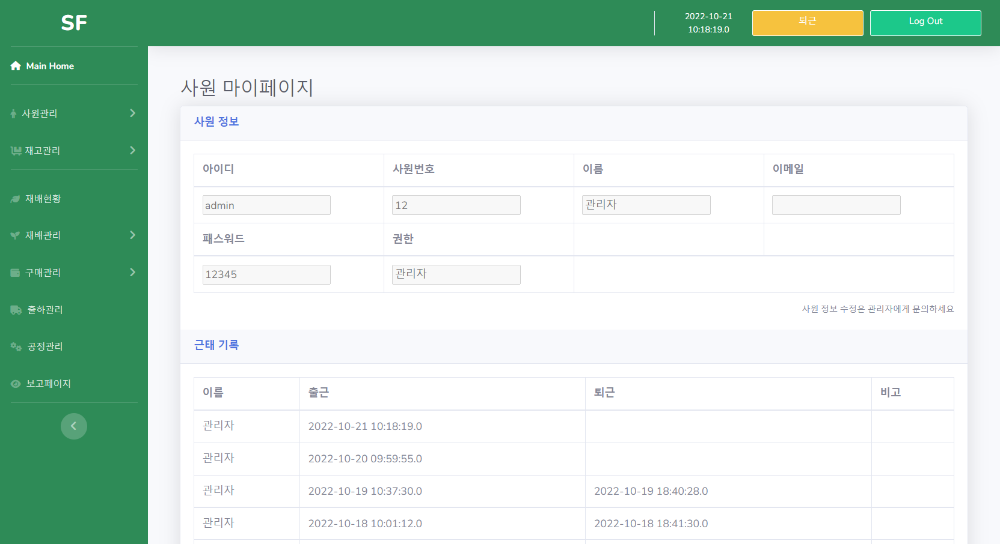 SF
2022-10-21
10:18:19.0
퇴근
Log Out
Main Home
사원관리
재고관리
재배현황
재배관리
구매관리
출하관리
공정관리
보고페이지
사원 마이페이지
사원 정보
아이디 사원번호 이름 이메일
admin 12 관리자
패스워드 권한
12345 관리자
사원 정보 수정은 관리자에게 문의하세요
근태 기록
이름 출근 퇴근 비고
관리자 2022-10-21 10:18:19.0
관리자 2022-10-20 09:59:55.0
관리자 2022-10-19 10:37:30.0 2022-10-19 18:40:28.0
관리자 2022-10-18 10:01:12.0 2022-10-18 18:41:30.0